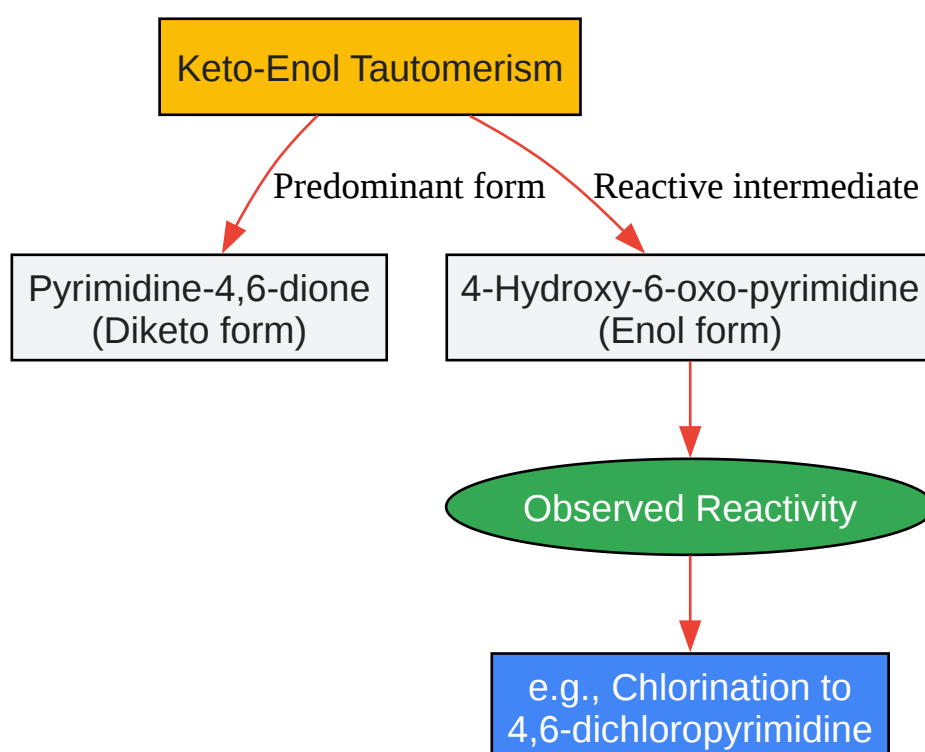 Keto-Enol Tautomerism
Predominant form
Reactive intermediate
Pyrimidine-4,6-dione
(Diketo form)
4-Hydroxy-6-oxo-pyrimidine
(Enol form)
Observed Reactivity
e.g., Chlorination to
4,6-dichloropyrimidine